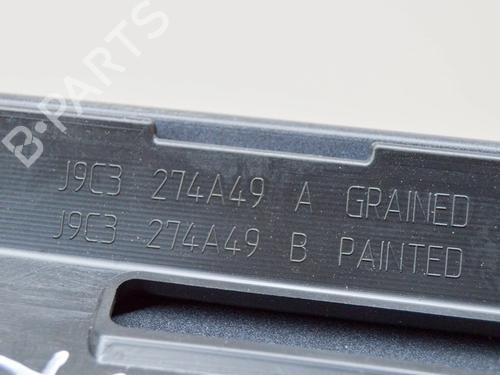 B-PARTS
J9C3 274A49 A GRAINED
J9C3 274A49 B PAINTED